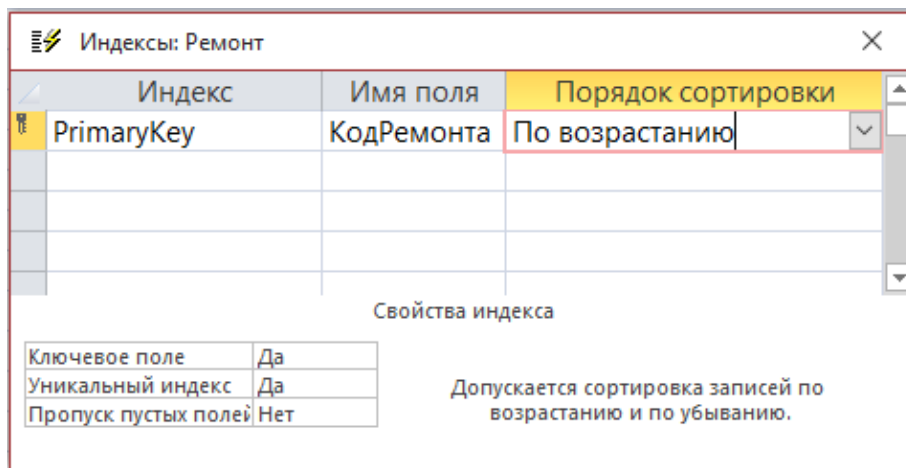 Индексы: Ремонт
Индекс Имя поля Порядок сортировки
PrimaryKey КодРемонта По возрастанию
Свойства индекса
Ключевое поле Да
Уникальный индекс Да
Пропуск пустых полей Нет
Допускается сортировка записей по
возрастанию и по убыванию.